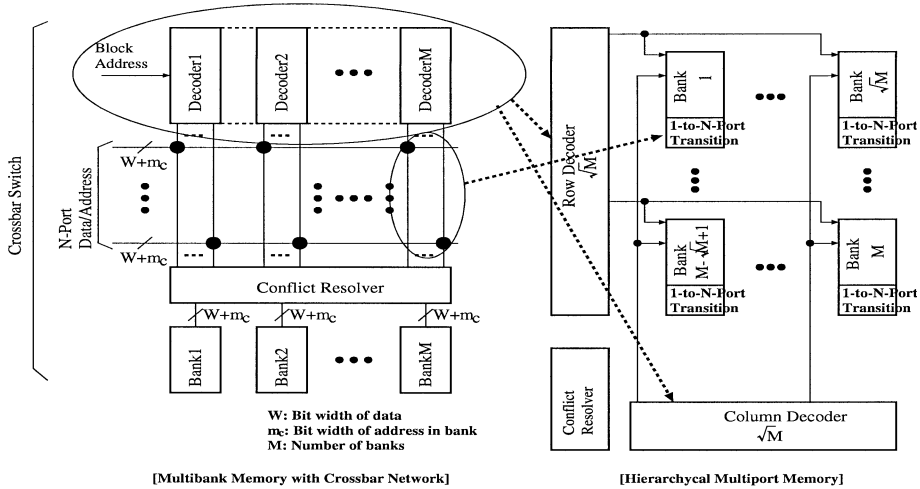 Crossbar Switch
Block
Address
Decoder1
Decoder2
DecoderM
N-Port
Data/Address
W+mc
W+mc
Conflict Resolver
W+mc
W+mc
W+mc
Bank1
Bank2
BankM
W: Bit width of data
mc: Bit width of address in bank
M: Number of banks
[Multibank Memory with Crossbar Network]
Row Decoder
√M
Bank
1
1-to-N-Port
Transition
Bank
√M
1-to-N-Port
Transition
Bank
M-√M+1
1-to-N-Port
Transition
Bank
M
1-to-N-Port
Transition
Conflict
Resolver
Column Decoder
√M
[Hierarchycal Multiport Memory]